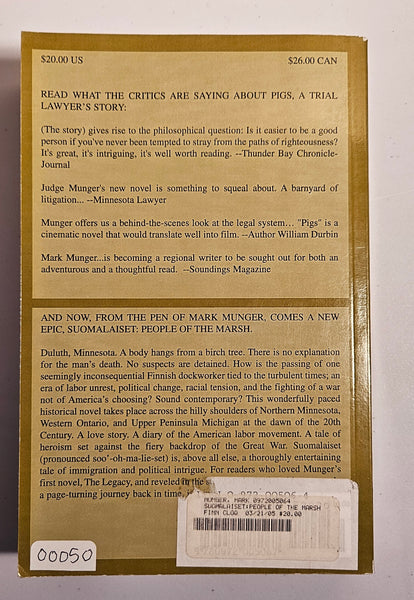 $20.00 US $26.00 CAN
READ WHAT THE CRITICS ARE SAYING ABOUT PIGS, A TRIAL
LAWYER'S STORY:
(The story) gives rise to the philosophical question: Is it easier to be a good
person if you've never been tempted to stray from the paths of righteousness?
It's great, it's intriguing, it's well worth reading. --Thunder Bay Chronicle-
Journal
Judge Munger's new novel is something to squeal about. A barnyard of
litigation... --Minnesota Lawyer
Munger offers us a behind-the-scenes look at the legal system… "Pigs" is a
cinematic novel that would translate well into film. --Author William Durbin
Mark Munger...is becoming a regional writer to be sought out for both an
adventurous and a thoughtful read. --Soundings Magazine
AND NOW, FROM THE PEN OF MARK MUNGER, COMES A NEW
EPIC, SUOMALAISET: PEOPLE OF THE MARSH.
Duluth, Minnesota. A body hangs from a birch tree. There is no explanation
for the man's death. No suspects are detained. How is the passing of one
seemingly inconsequential Finnish dockworker tied to the turbulent times; an
era of labor unrest, political change, racial tension, and the fighting of a war
not of America's choosing? Sound contemporary? This wonderfully paced
historical novel takes place across the hilly shoulders of Northern Minnesota,
Western Ontario, and Upper Peninsula Michigan at the dawn of the 20th
Century. A love story. A diary of the American labor movement. A tale of
heroism set against the fiery backdrop of the Great War. Suomalaiset
(pronounced soo'-oh-ma-lie-set) is, above all else, a thoroughly entertaining
tale of immigration and political intrigue. For readers who loved Munger's
first novel, The Legacy, and reveled in the
a page-turning journey back in time,
MUNGER, MARK 0972005064
SUOMALAISET:PEOPLE OF THE MARSH
FINN CLOQ 03/21/05 $20.00
00050